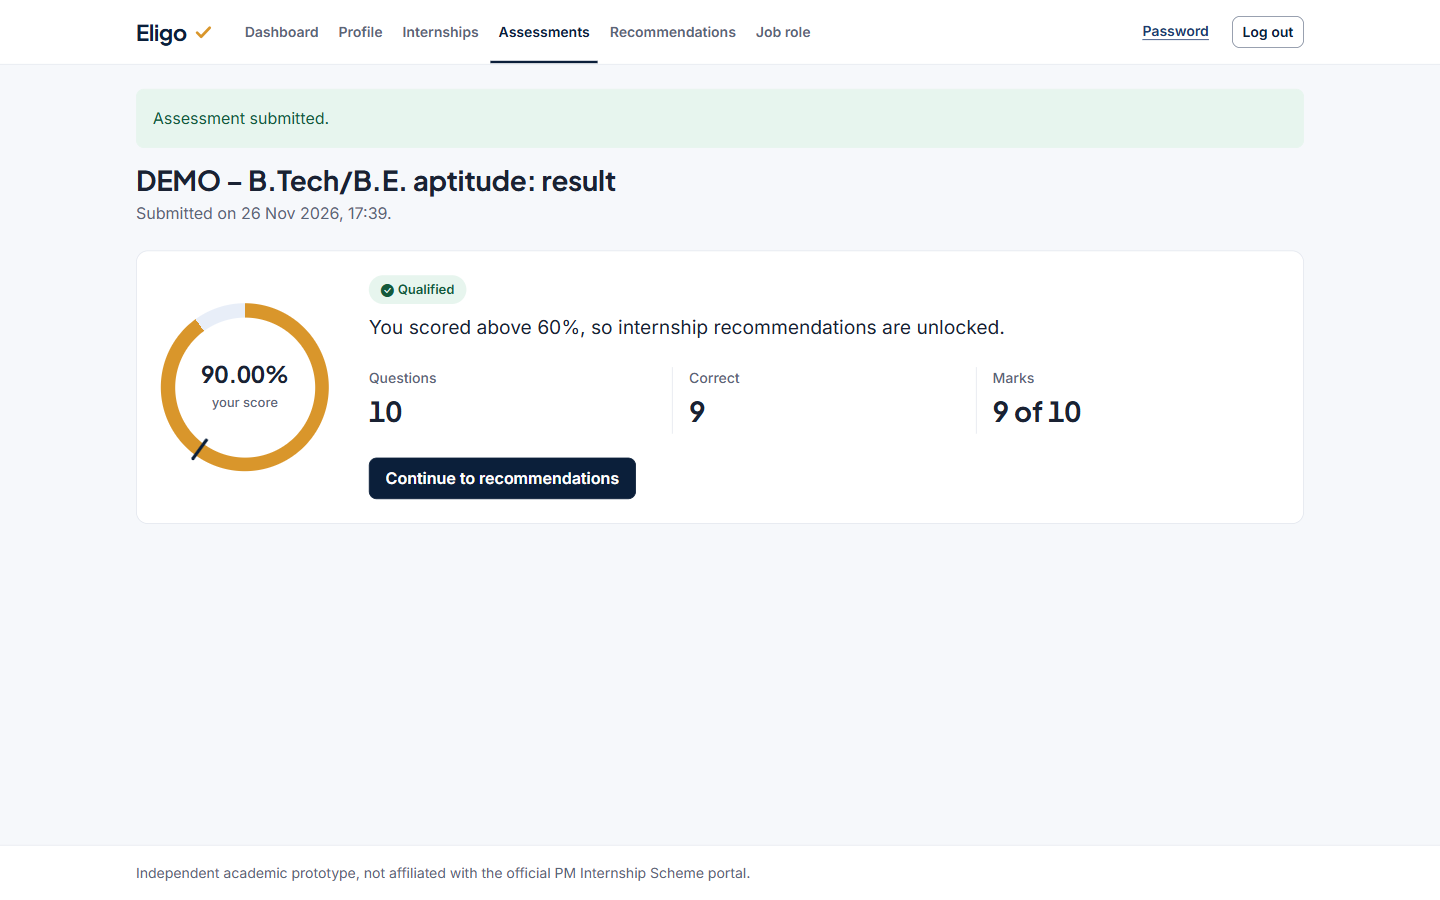 Eligo
Dashboard Profile Internships Assessments Recommendations Job role
Password Log out
Assessment submitted.
DEMO – B.Tech/B.E. aptitude: result
Submitted on 26 Nov 2026, 17:39.
90.00%
your score
Qualified
You scored above 60%, so internship recommendations are unlocked.
Questions Correct Marks
10 9 9 of 10
Continue to recommendations
Independent academic prototype, not affiliated with the official PM Internship Scheme portal.